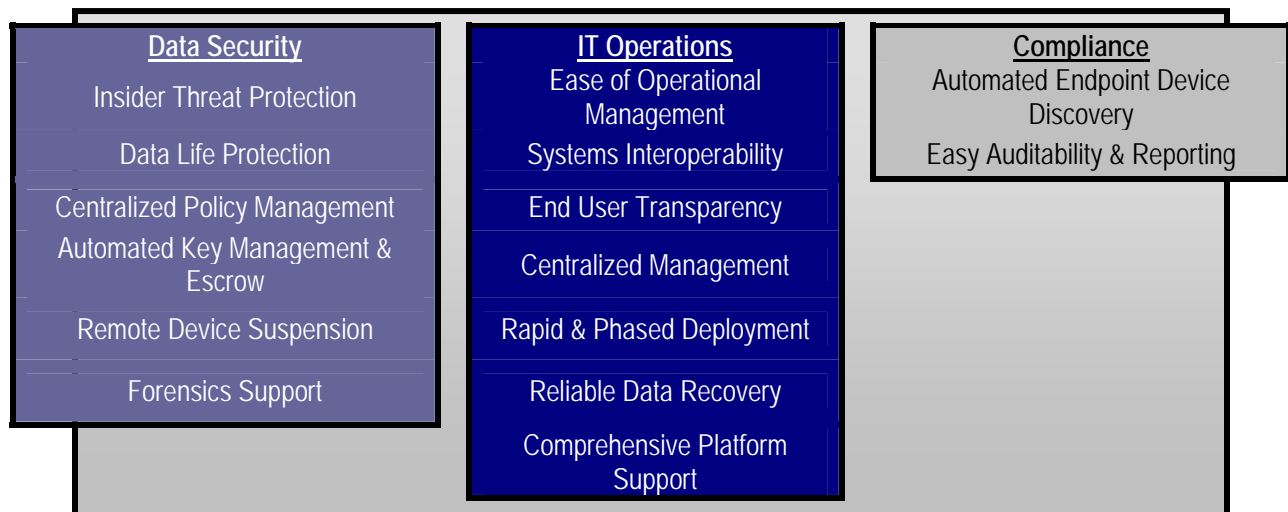 Data Security
Insider Threat Protection
Data Life Protection
Centralized Policy Management
Automated Key Management &
Escrow
Remote Device Suspension
Forensics Support
IT Operations
Ease of Operational
Management
Systems Interoperability
End User Transparency
Centralized Management
Rapid & Phased Deployment
Reliable Data Recovery
Comprehensive Platform
Support
Compliance
Automated Endpoint Device
Discovery
Easy Auditability & Reporting